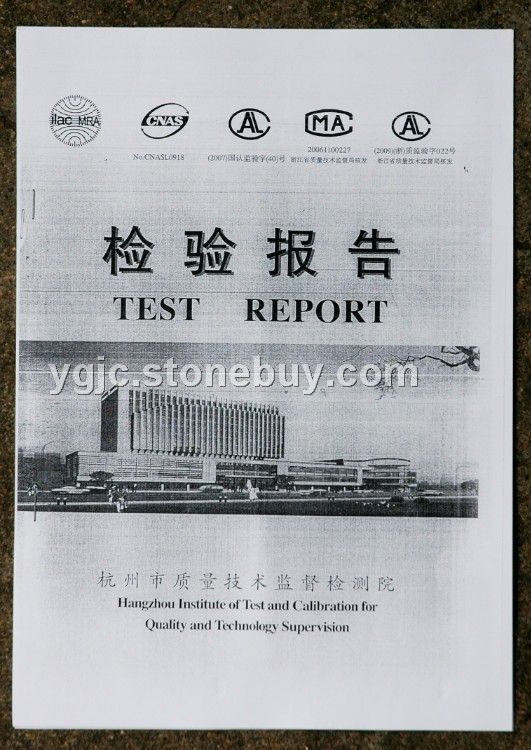 ilac MRA CNAS AL MA AL
No.CNASL0918 (2007)国认监验字(40)号 20061100227 (2009)(浙)质监验字022号
浙江省质量技术监督局核发 浙江省质量技术监督局核发
检验报告
TEST REPORT
ygjc.stonebuy.com
杭州市质量技术监督检测院
Hangzhou Institute of Test and Calibration for
Quality and Technology Supervision